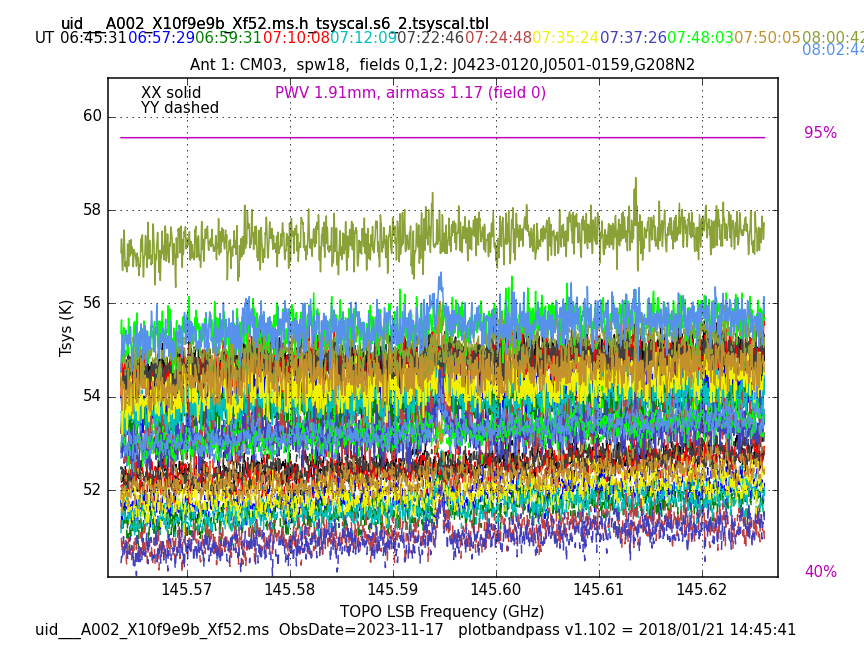 uid___A002_X10f9e9b_Xf52.ms.h_tsyscal.s6_2.tsyscal.tbl
UT 06:45:31 06:57:29 06:59:31 07:10:08 07:12:09 07:22:46 07:24:48 07:35:24 07:37:26 07:48:03 07:50:05 08:00:42
08:02:44
Ant 1: CM03,  spw18,  fields 0,1,2: J0423-0120,J0501-0159,G208N2
XX solid PWV 1.91mm, airmass 1.17 (field 0)
YY dashed
60
95%
58
56
Tsys (K)
54
52
40%
145.57 145.58 145.59 145.60 145.61 145.62
TOPO LSB Frequency (GHz)
uid___A002_X10f9e9b_Xf52.ms  ObsDate=2023-11-17   plotbandpass v1.102 = 2018/01/21 14:45:41